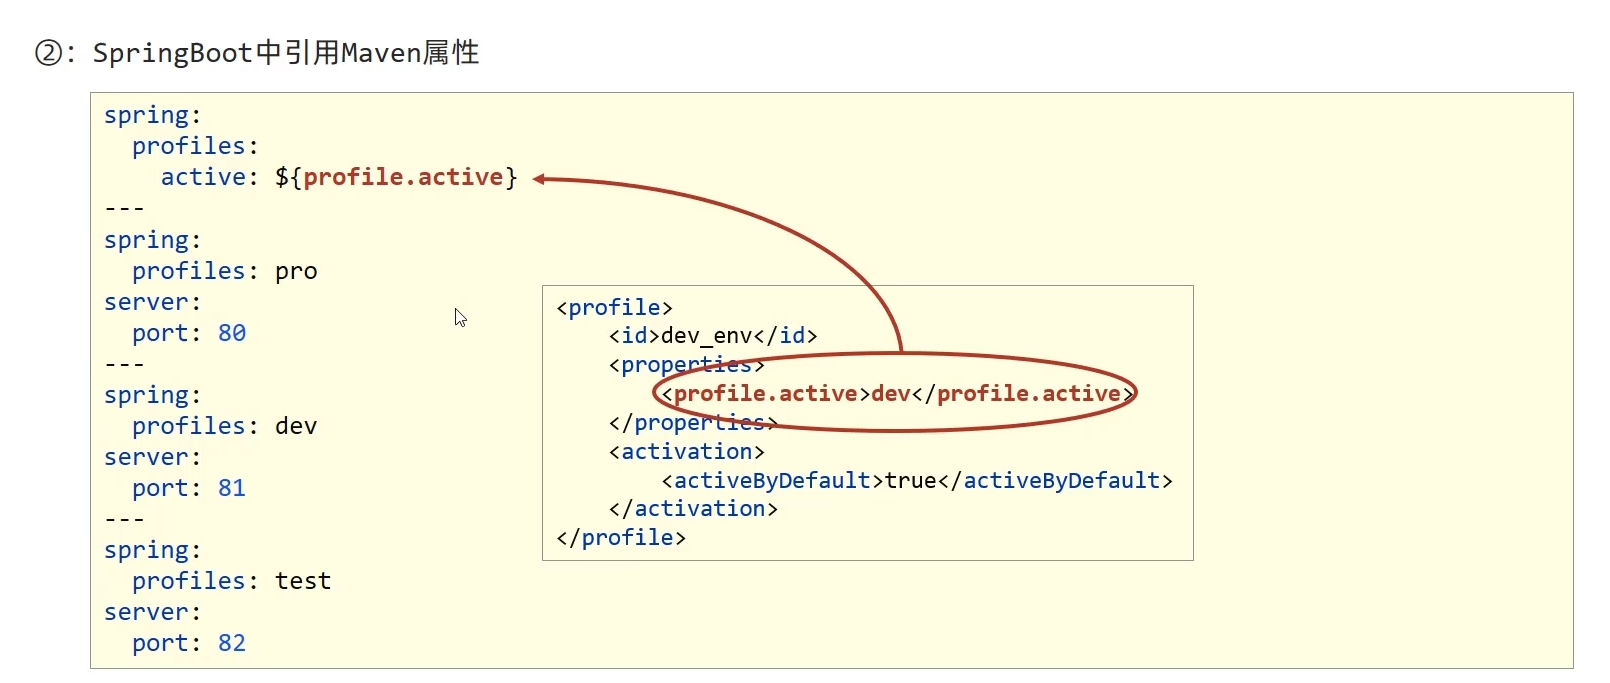 ②：SpringBoot中引用Maven属性
spring:
  profiles:
    active: ${profile.active}
---
spring:
  profiles: pro
server:
  port: 80
---
spring:
  profiles: dev
server:
  port: 81
---
spring:
  profiles: test
server:
  port: 82
<profile>
    <id>dev_env</id>
    <properties>
        <profile.active>dev</profile.active>
    </properties>
    <activation>
        <activeByDefault>true</activeByDefault>
    </activation>
</profile>